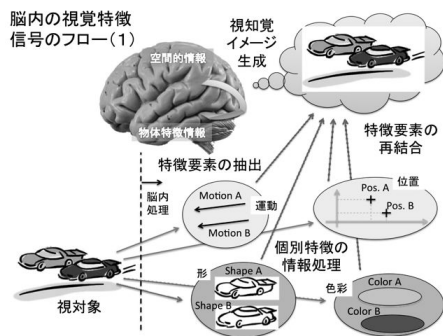 脳内の視覚特徴
信号のフロー(1)
視知覚
イメージ
生成
空間的情報
物体特徴情報
特徴要素の抽出
特徴要素の
再結合
脳内
処理
Motion A
運動
Motion B
位置
Pos. A
Pos. B
個別特徴の
情報処理
視対象
形
Shape A
Shape B
色彩
Color A
Color B